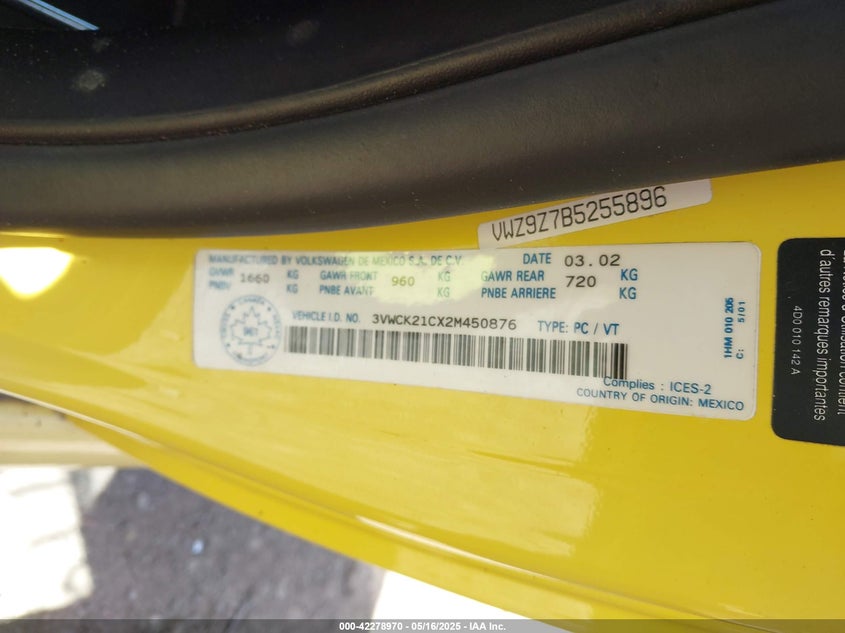 VWZ9Z7B5255896
MANUFACTURED BY VOLKSWAGEN DE MEXICO S.A. DE C.V. DATE 03.02
GVWR 1660 KG GAWR FRONT 960 KG GAWR REAR 720 KG
PNBV KG PNBE AVANT KG PNBE ARRIERE KG
VEHICLE I.D. NO. 3VWCK21CX2M450876 TYPE: PC / VT
CANADA
Complies : ICES-2
COUNTRY OF ORIGIN: MEXICO
1HM 010 205
C: 5/01
d'autres remarques importantes
4D0 010 142 A
000-42278970 - 05/16/2025 - IAA Inc.